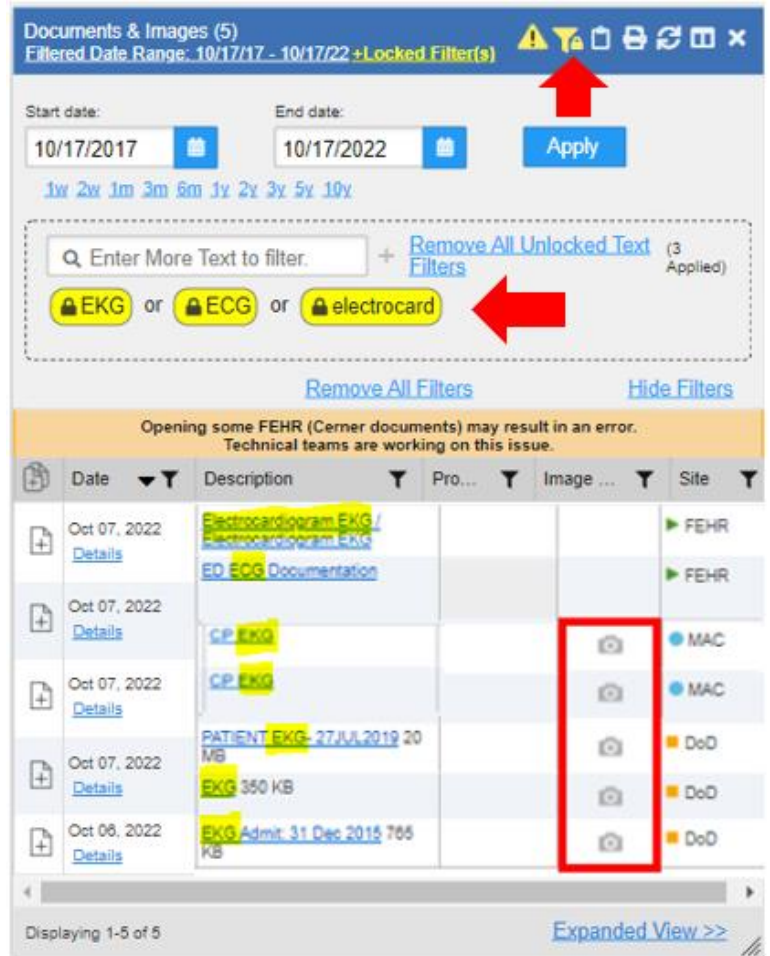 Documents & Images (5)
Filtered Date Range: 10/17/17 - 10/17/22 +Locked Filter(s)
Start date:
End date:
10/17/2017
10/17/2022
Apply
1w 2w 1m 3m 6m 1y 2y 3y 5y 10y
Enter More Text to filter.
+
Remove All Unlocked Text
Filters
(3
Applied)
EKG or ECG or electrocard
Remove All Filters
Hide Filters
Opening some FEHR (Cerner documents) may result in an error.
Technical teams are working on this issue.
Date Description Pro... Image ... Site
Oct 07, 2022
Details
Electrocardiogram EKG /
Electrocardiogram EKG
FEHR
ED ECG Documentation
FEHR
Oct 07, 2022
Details
CP EKG
MAC
Oct 07, 2022
Details
CP EKG
MAC
Oct 07, 2022
Details
PATIENT EKG- 27JUL2019 20
MB
DoD
EKG 350 KB
DoD
Oct 06, 2022
Details
EKG Admit: 31 Dec 2015 765
KB
DoD
Displaying 1-5 of 5
Expanded View >>